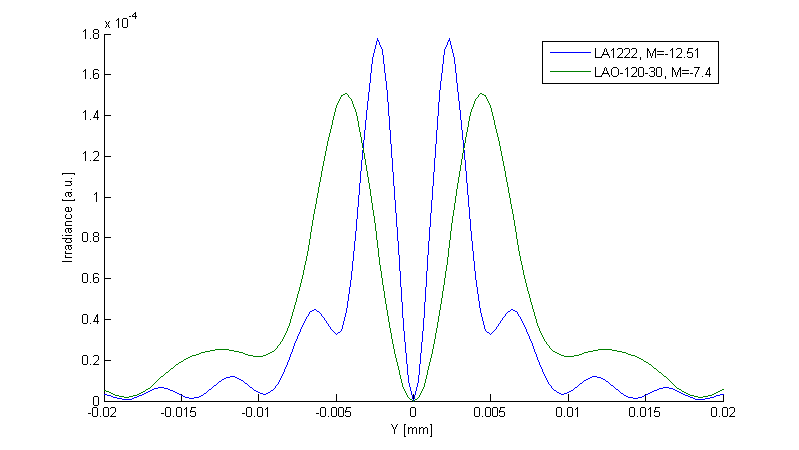 x 10^-4
1.8
1.6
1.4
1.2
1
0.8
0.6
0.4
0.2
0
Irradiance [a.u.]
LA1222, M=-12.51
LAO-120-30, M=-7.4
-0.02 -0.015 -0.01 -0.005 0 0.005 0.01 0.015 0.02
Y [mm]